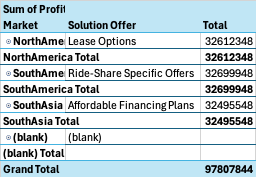 Sum of Profit
Market Solution Offer Total
NorthAme Lease Options 32612348
NorthAmerica Total 32612348
SouthAme Ride-Share Specific Offers 32699948
SouthAmerica Total 32699948
SouthAsia Affordable Financing Plans 32495548
SouthAsia Total 32495548
(blank) (blank)
(blank) Total
Grand Total 97807844